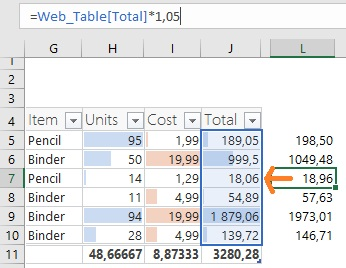 =Web_Table[Total]*1,05
G H I J L
1
2
3
4 Item Units Cost Total
5 Pencil 95 1,99 189,05 198,50
6 Binder 50 19,99 999,5 1049,48
7 Pencil 14 1,29 18,06 18,96
8 Binder 11 4,99 54,89 57,63
9 Binder 94 19,99 1 879,06 1973,01
10 Binder 28 4,99 139,72 146,71
11 48,66667 8,87333 3280,28